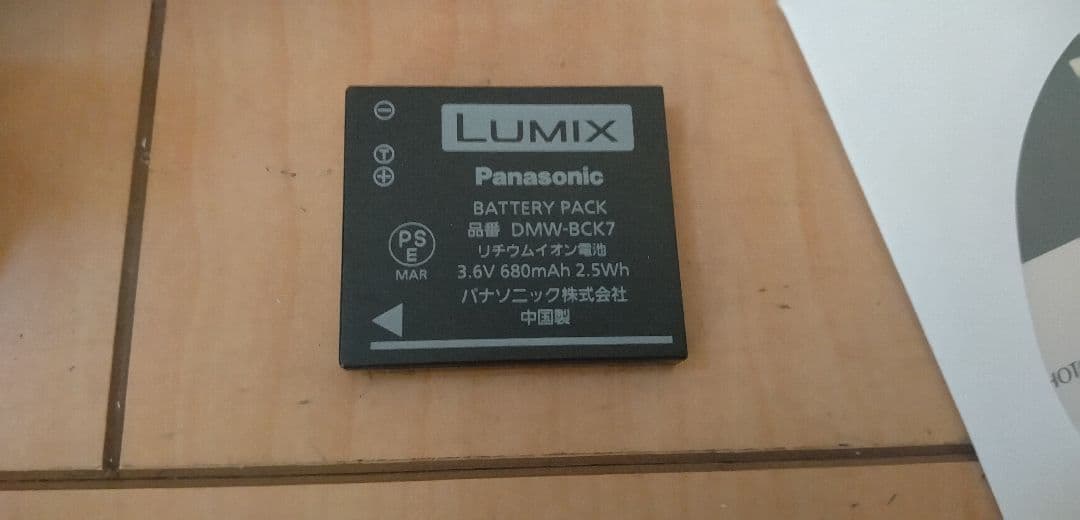 LUMIX
Panasonic
BATTERY PACK
品番 DMW-BCK7
リチウムイオン電池
3.6V 680mAh 2.5Wh
パナソニック株式会社
中国製
T
PS
E
MAR